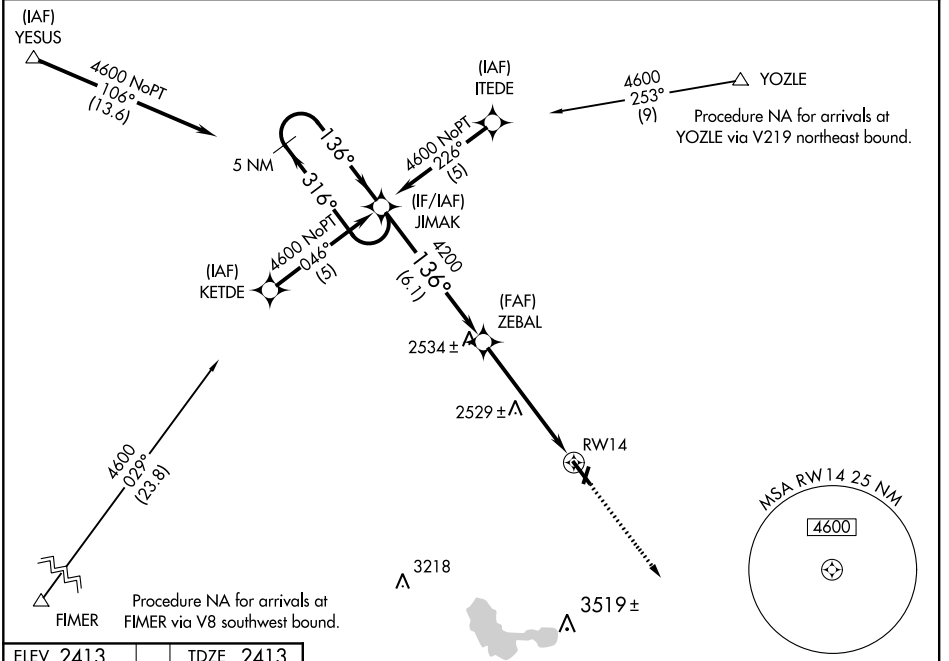 (IAF)
YESUS
4600 NoPT
106°
(13.6)
(IAF)
ITEDE
4600
253°
(9)
YOZLE
Procedure NA for arrivals at
YOZLE via V219 northeast bound.
5 NM
136°
316°
4600 NoPT
226°
(5)
(IF/IAF)
JIMAK
4600 NoPT
046°
(5)
(IAF)
KETDE
4200
136°
(6.1)
(FAF)
ZEBAL
2534 ±
2529 ±
RW14
4600
029°
(23.8)
MSA RW14 25 NM
4600
3218
3519 ±
FIMER
Procedure NA for arrivals at
FIMER via V8 southwest bound.
ELEV 2413
TDZE 2413